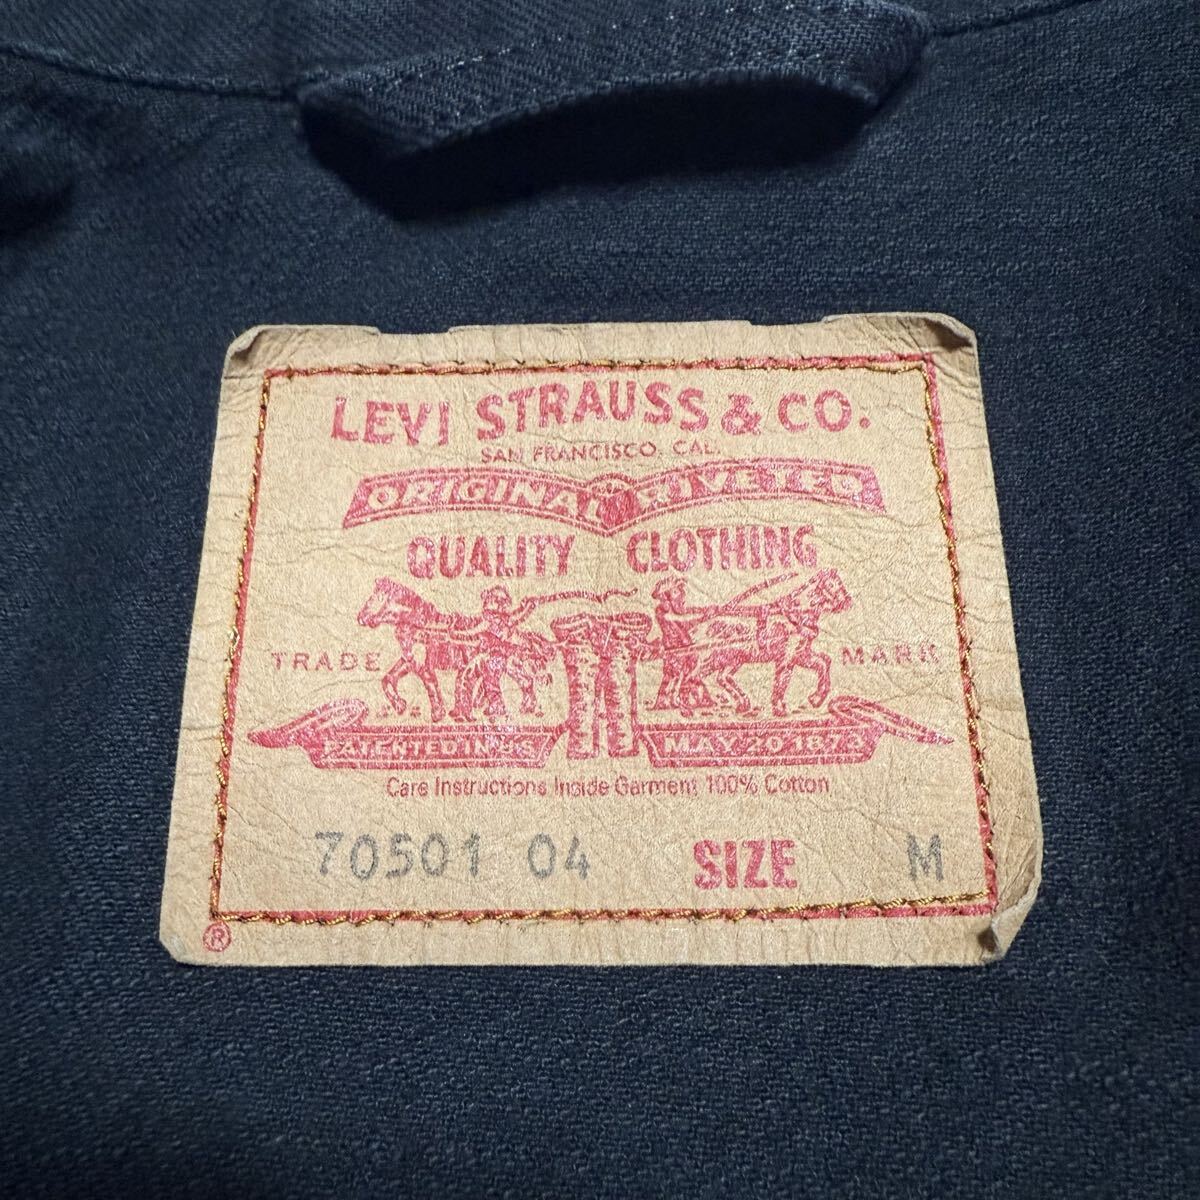 LEVI STRAUSS & CO.
SAN FRANCISCO, CAL.
ORIGINAL RIVETED
QUALITY CLOTHING
TRADE MARK
PATENTED IN US MAY 20 1873
Care Instructions Inside Garment 100% Cotton
70501 04 SIZE M
®